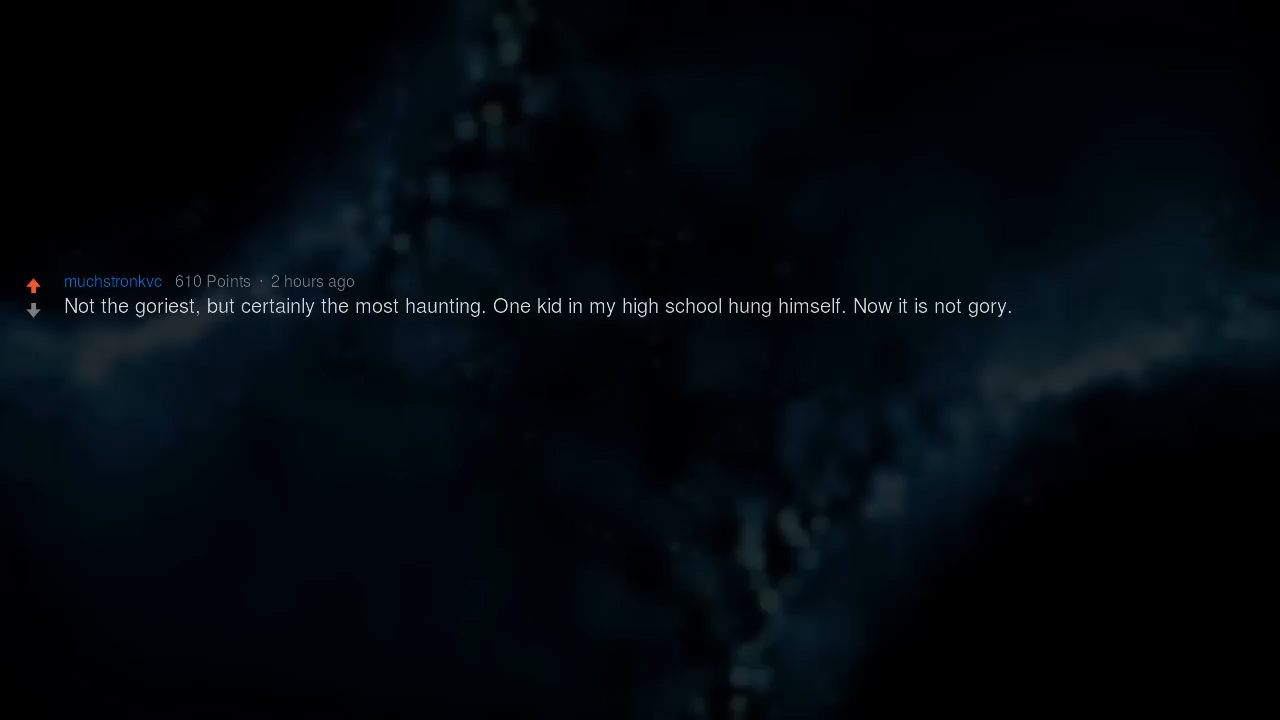 muchstronkvc 610 Points · 2 hours ago
Not the goriest, but certainly the most haunting. One kid in my high school hung himself. Now it is not gory.